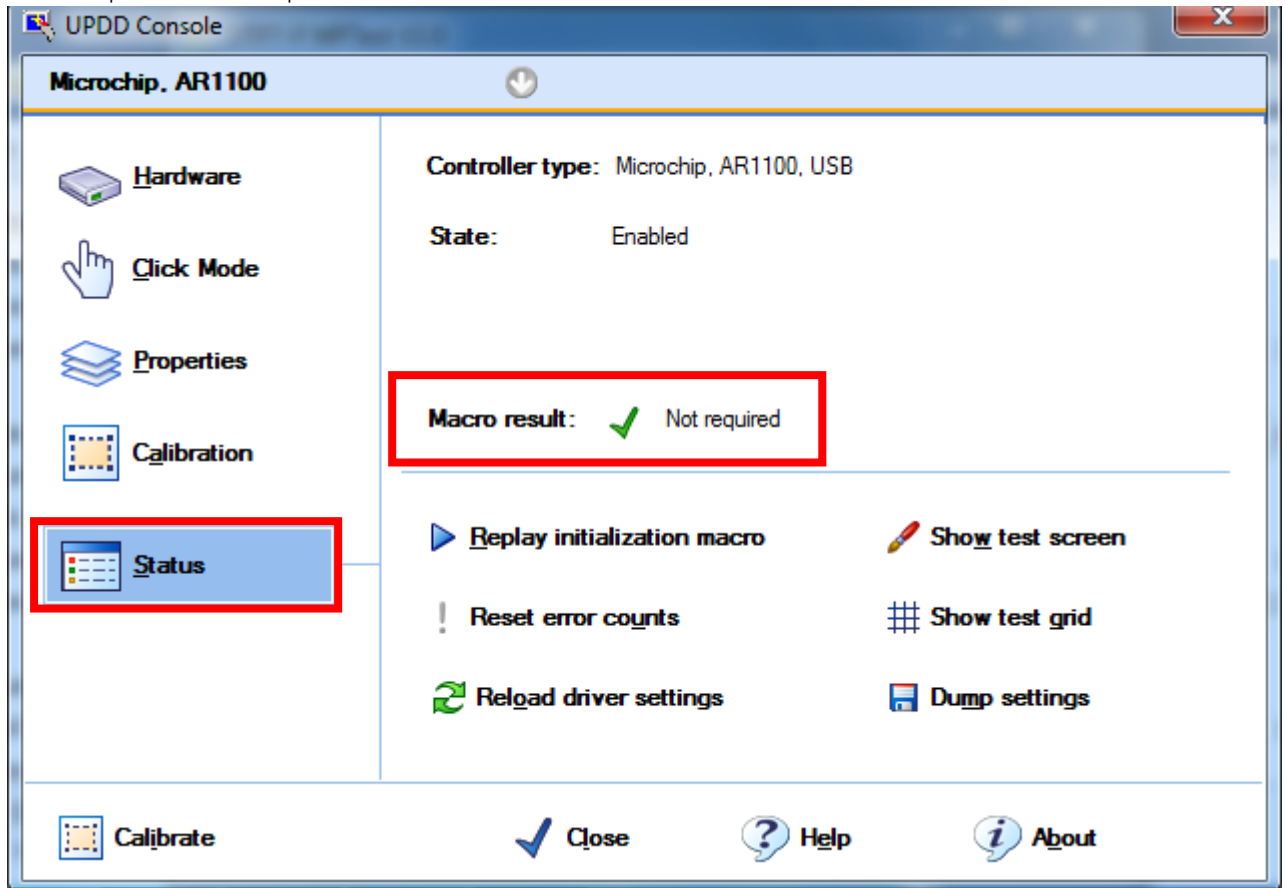 UPDD Console
Microchip, AR1100
Hardware
Click Mode
Properties
Calibration
Status
Controller type: Microchip, AR1100, USB
State: Enabled
Macro result: Not required
Replay initialization macro
Show test screen
Reset error counts
Show test grid
Reload driver settings
Dump settings
Calibrate
Close
Help
About